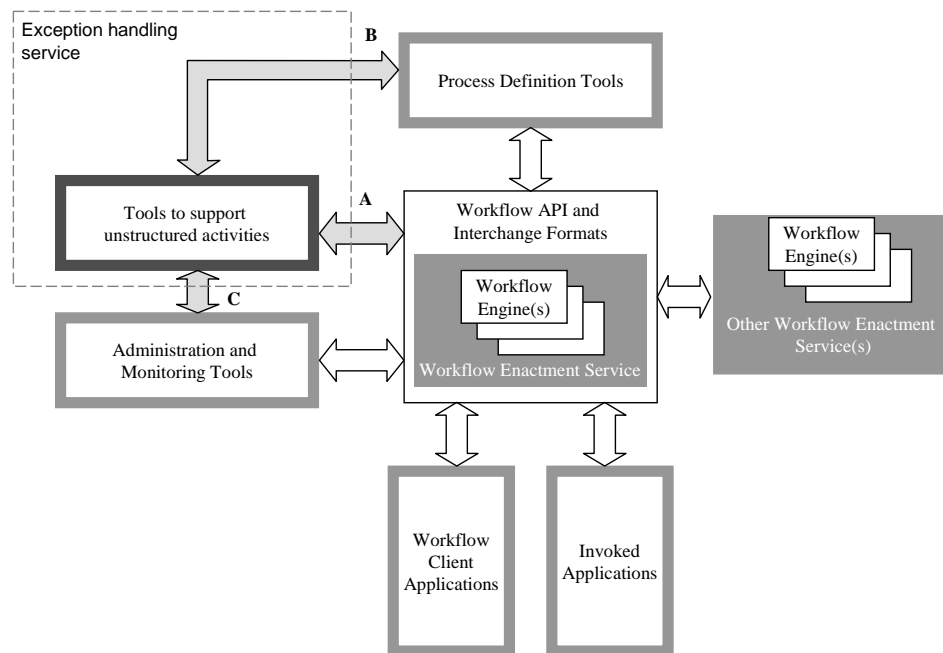 Exception handling
service
B
Process Definition Tools
Tools to support
unstructured activities
A
Workflow API and
Interchange Formats
Workflow
Engine(s)
Workflow Enactment Service
Workflow
Engine(s)
Other Workflow Enactment
Service(s)
C
Administration and
Monitoring Tools
Workflow
Client
Applications
Invoked
Applications